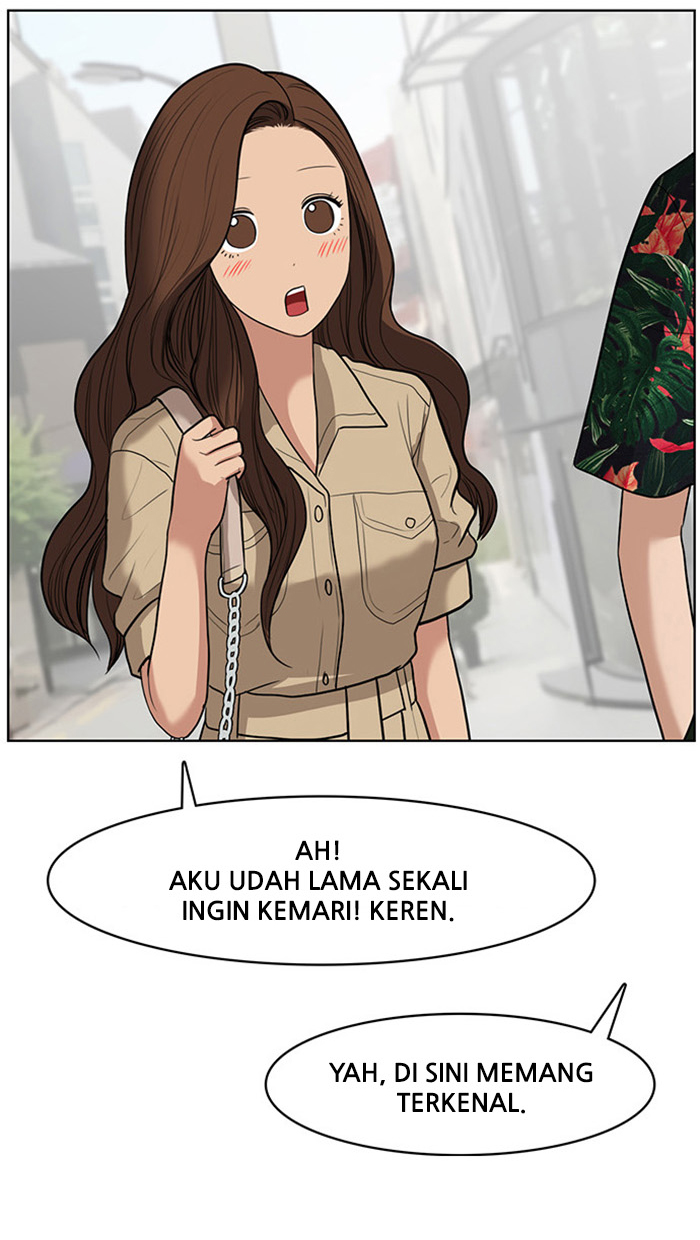 AH!
AKU UDAH LAMA SEKALI
INGIN KEMARI! KEREN.
YAH, DI SINI MEMANG
TERKENAL.